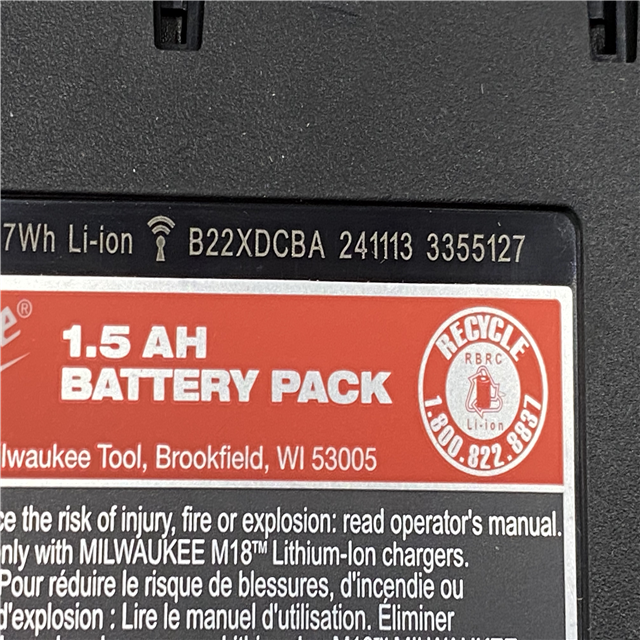 7Wh Li-ion B22XDCBA 241113 3355127
e®
1.5 AH
BATTERY PACK
RECYCLE
RBRC
Li-ion
1.800.822.8837
lwaukee Tool, Brookfield, WI 53005
ce the risk of injury, fire or explosion: read operator's manual.
only with MILWAUKEE M18™ Lithium-Ion chargers.
Pour réduire le risque de blessures, d'incendie ou
d'explosion : Lire le manuel d'utilisation. Éliminer